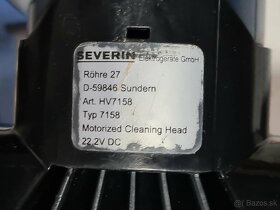 SEVERIN Elektrogeräte GmbH
Röhre 27
D-59846 Sundern
Art. HV7158
Typ 7158
Motorized Cleaning Head
22.2V DC
bazos.sk